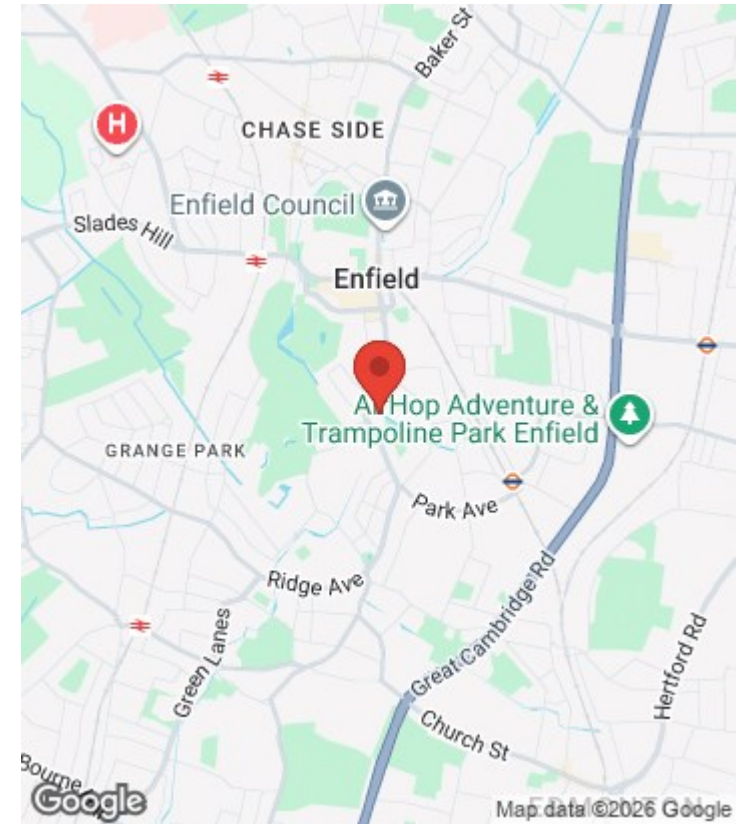 Baker St
H
CHASE SIDE
Enfield Council
Slades Hill
Enfield
Hop Adventure &
Trampoline Park Enfield
GRANGE PARK
Park Ave
Ridge Ave
Great Cambridge Rd
Green Lanes
Hertford Rd
Church St
Bourne
Google
Map data ©2026 Google